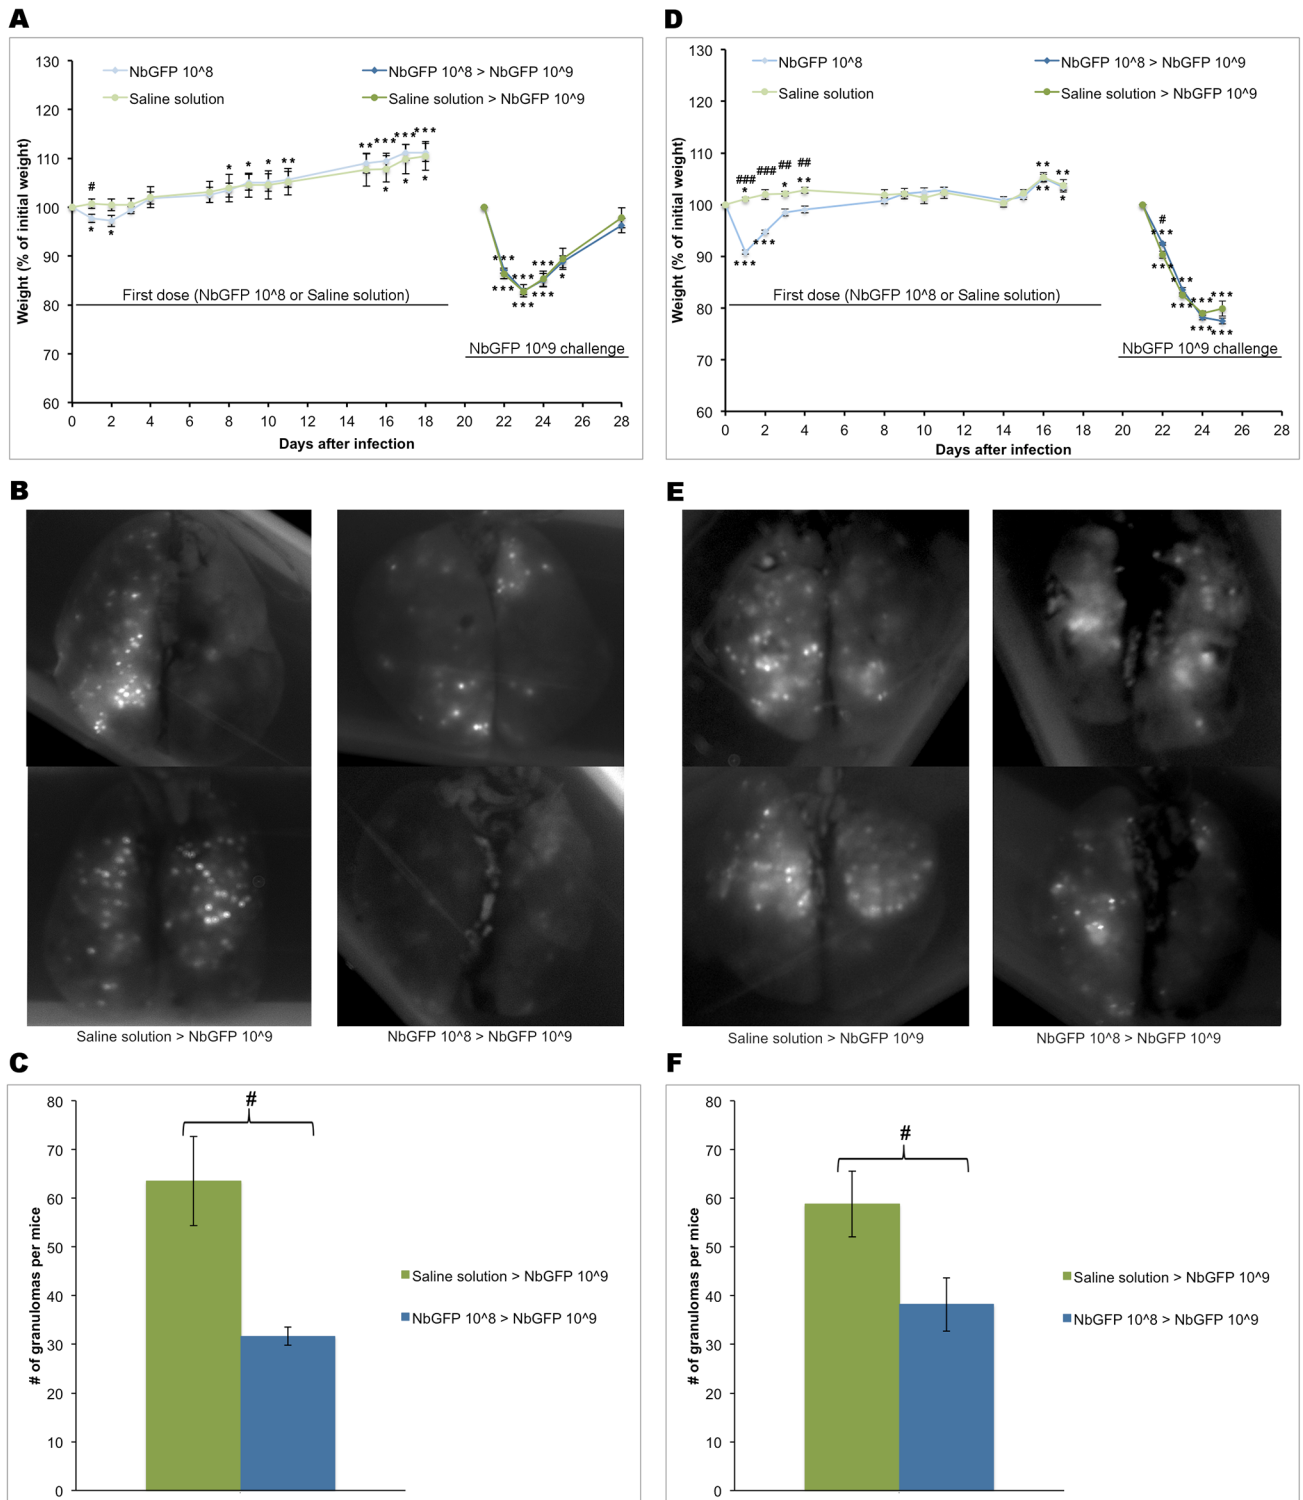 A
130
120
110
100
90
80
70
60
Weight (% of initial weight)
NbGFP 10^8
NbGFP 10^8 > NbGFP 10^9
Saline solution
Saline solution > NbGFP 10^9
#
First dose (NbGFP 10^8 or Saline solution)
NbGFP 10^9 challenge
0 2 4 6 8 10 12 14 16 18 20 22 24 26 28
Days after infection
D
130
120
110
100
90
80
70
60
Weight (% of initial weight)
NbGFP 10^8
NbGFP 10^8 > NbGFP 10^9
Saline solution
Saline solution > NbGFP 10^9
### ### ## ##
#
First dose (NbGFP 10^8 or Saline solution)
NbGFP 10^9 challenge
0 2 4 6 8 10 12 14 16 18 20 22 24 26 28
Days after infection
B
Saline solution > NbGFP 10^9
NbGFP 10^8 > NbGFP 10^9
E
Saline solution > NbGFP 10^9
NbGFP 10^8 > NbGFP 10^9
C
80
70
60
50
40
30
20
10
0
# of granulomas per mice
#
Saline solution > NbGFP 10^9
NbGFP 10^8 > NbGFP 10^9
F
80
70
60
50
40
30
20
10
0
# of granulomas per mice
#
Saline solution > NbGFP 10^9
NbGFP 10^8 > NbGFP 10^9